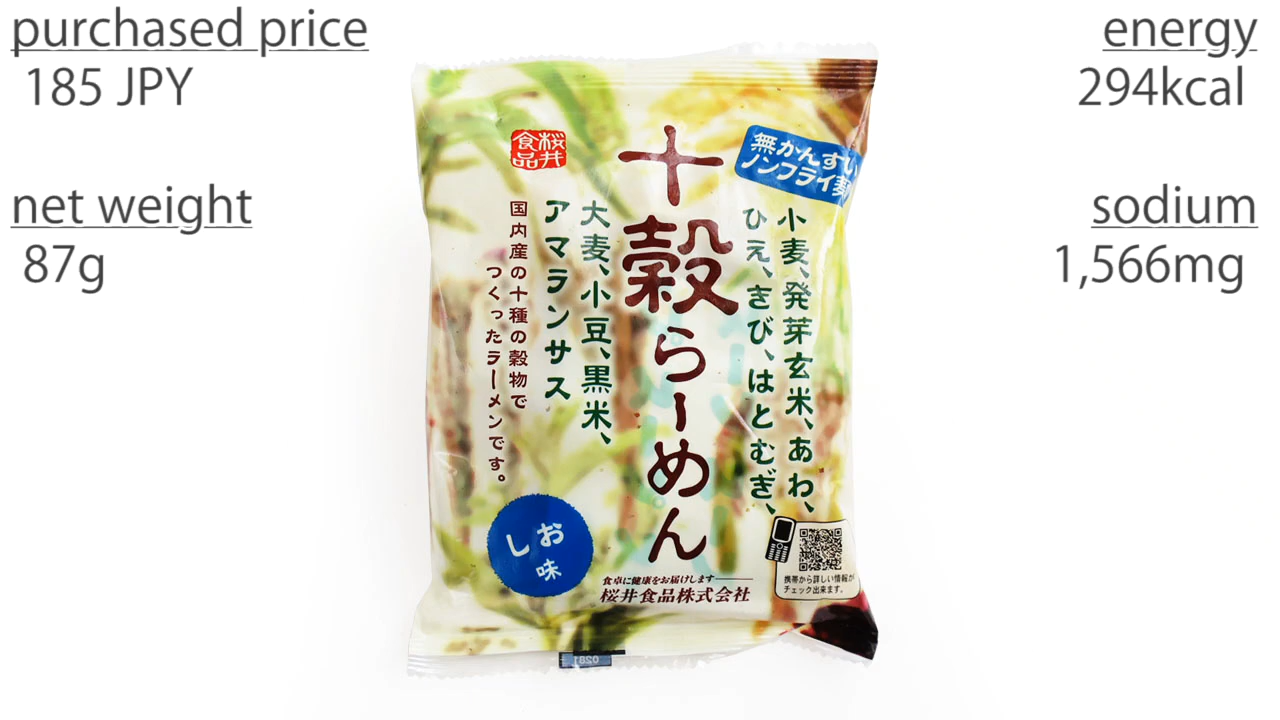 purchased price
185 JPY
net weight
87g
energy
294kcal
sodium
1,566mg
桜井
食品
無かんすい
ノンフライ麺
小麦、発芽玄米、あわ、
ひえ、きび、はとむぎ、
十穀らーめん
大麦、小豆、黒米、
アマランサス
国内産の十種の穀物で
つくったラーメンです。
しお味
携帯から詳しい情報が
チェック出来ます。
食卓に健康をお届けします
桜井食品株式会社
0281